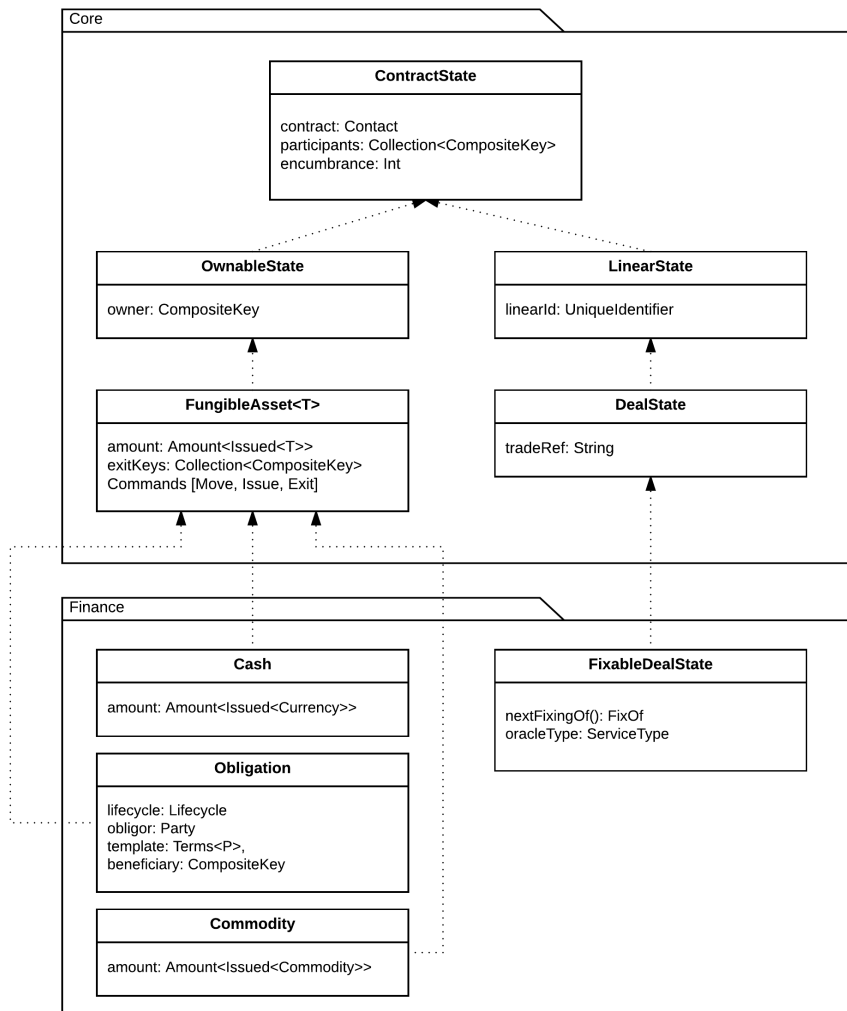 Core
ContractState
contract: Contact
participants: Collection<CompositeKey>
encumbrance: Int
OwnableState
owner: CompositeKey
LinearState
linearId: UniqueIdentifier
FungibleAsset<T>
amount: Amount<Issued<T>>
exitKeys: Collection<CompositeKey>
Commands [Move, Issue, Exit]
DealState
tradeRef: String
Finance
Cash
amount: Amount<Issued<Currency>>
FixableDealState
nextFixingOf(): FixOf
oracleType: ServiceType
Obligation
lifecycle: Lifecycle
obligor: Party
template: Terms<P>,
beneficiary: CompositeKey
Commodity
amount: Amount<Issued<Commodity>>